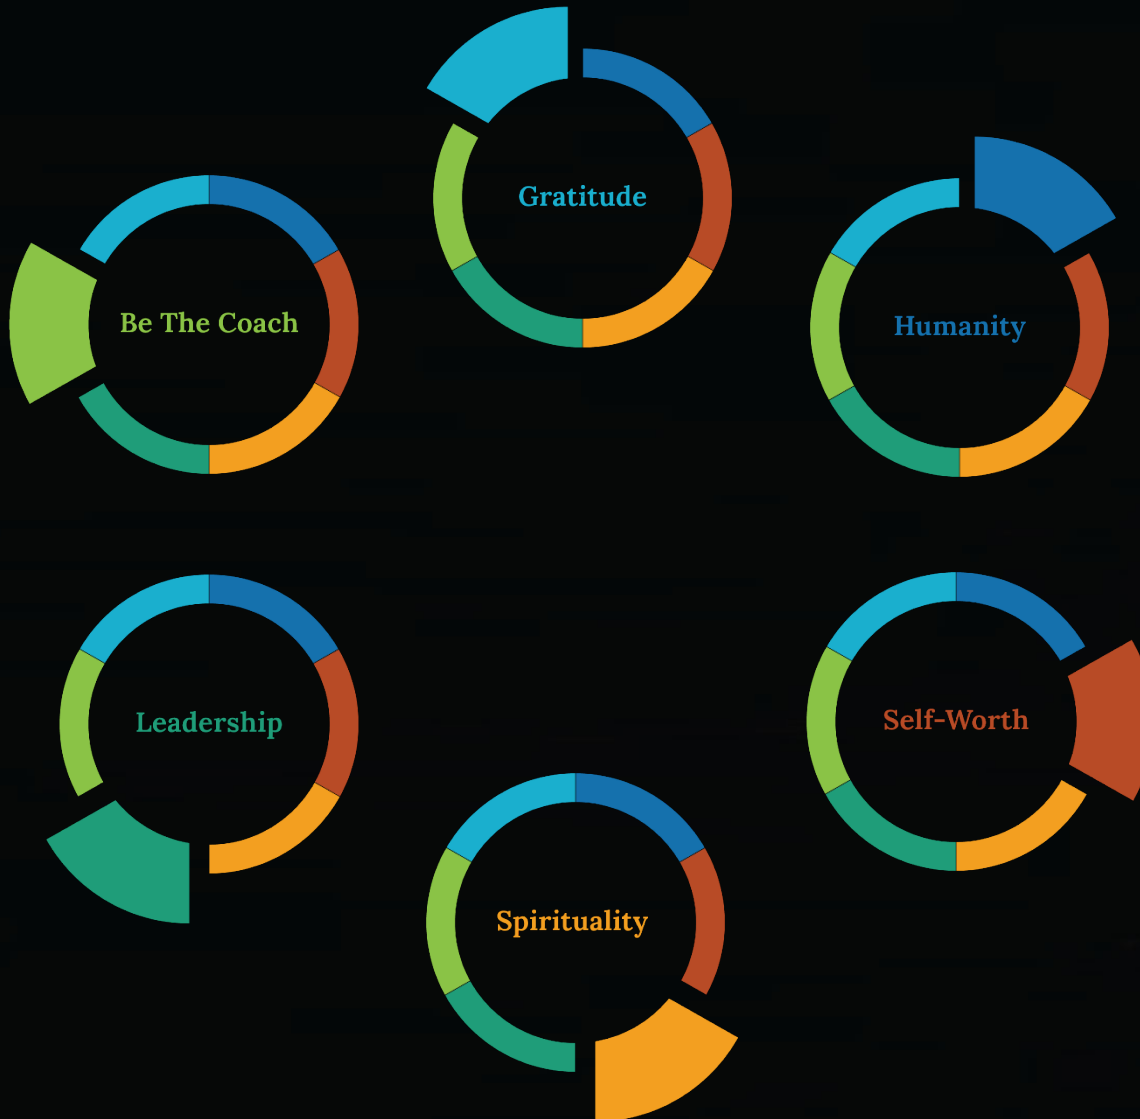 Gratitude
Be The Coach
Humanity
Leadership
Self-Worth
Spirituality